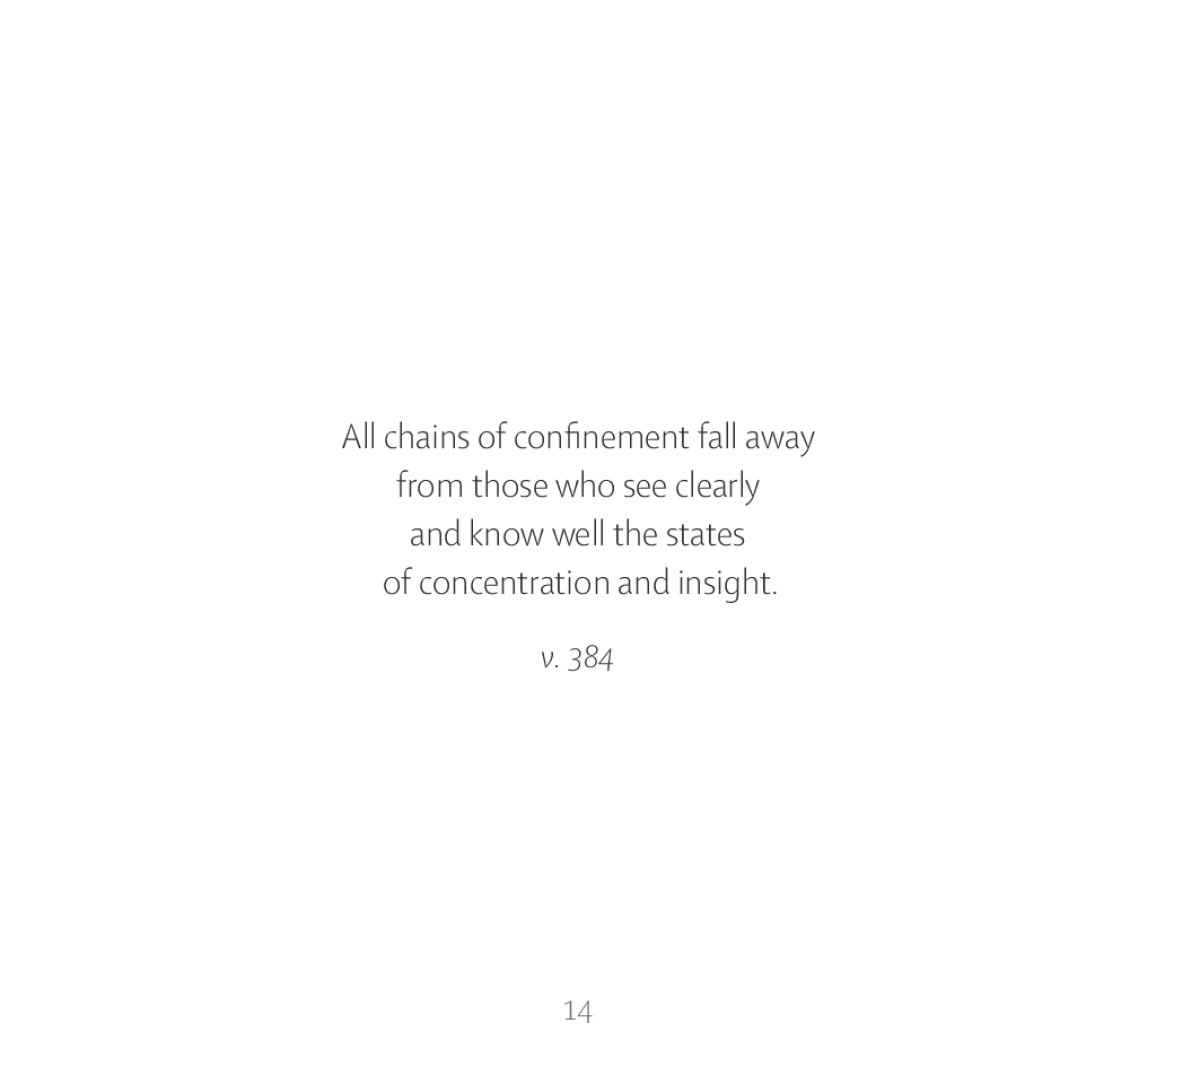 All chains of confinement fall away
from those who see clearly
and know well the states
of concentration and insight.
v. 384
14